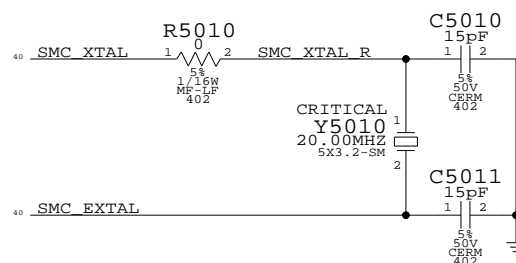 R5010
0
40 SMC_XTAL 1 2 SMC_XTAL_R
5%
1/16W
MF-LF
402
C5010
15pF
1 2
5%
50V
CERM
402
CRITICAL
1
Y5010
20.00MHZ
5X3.2-SM
2
C5011
15pF
40 SMC_EXTAL
1 2
5%
50V
CERM
402